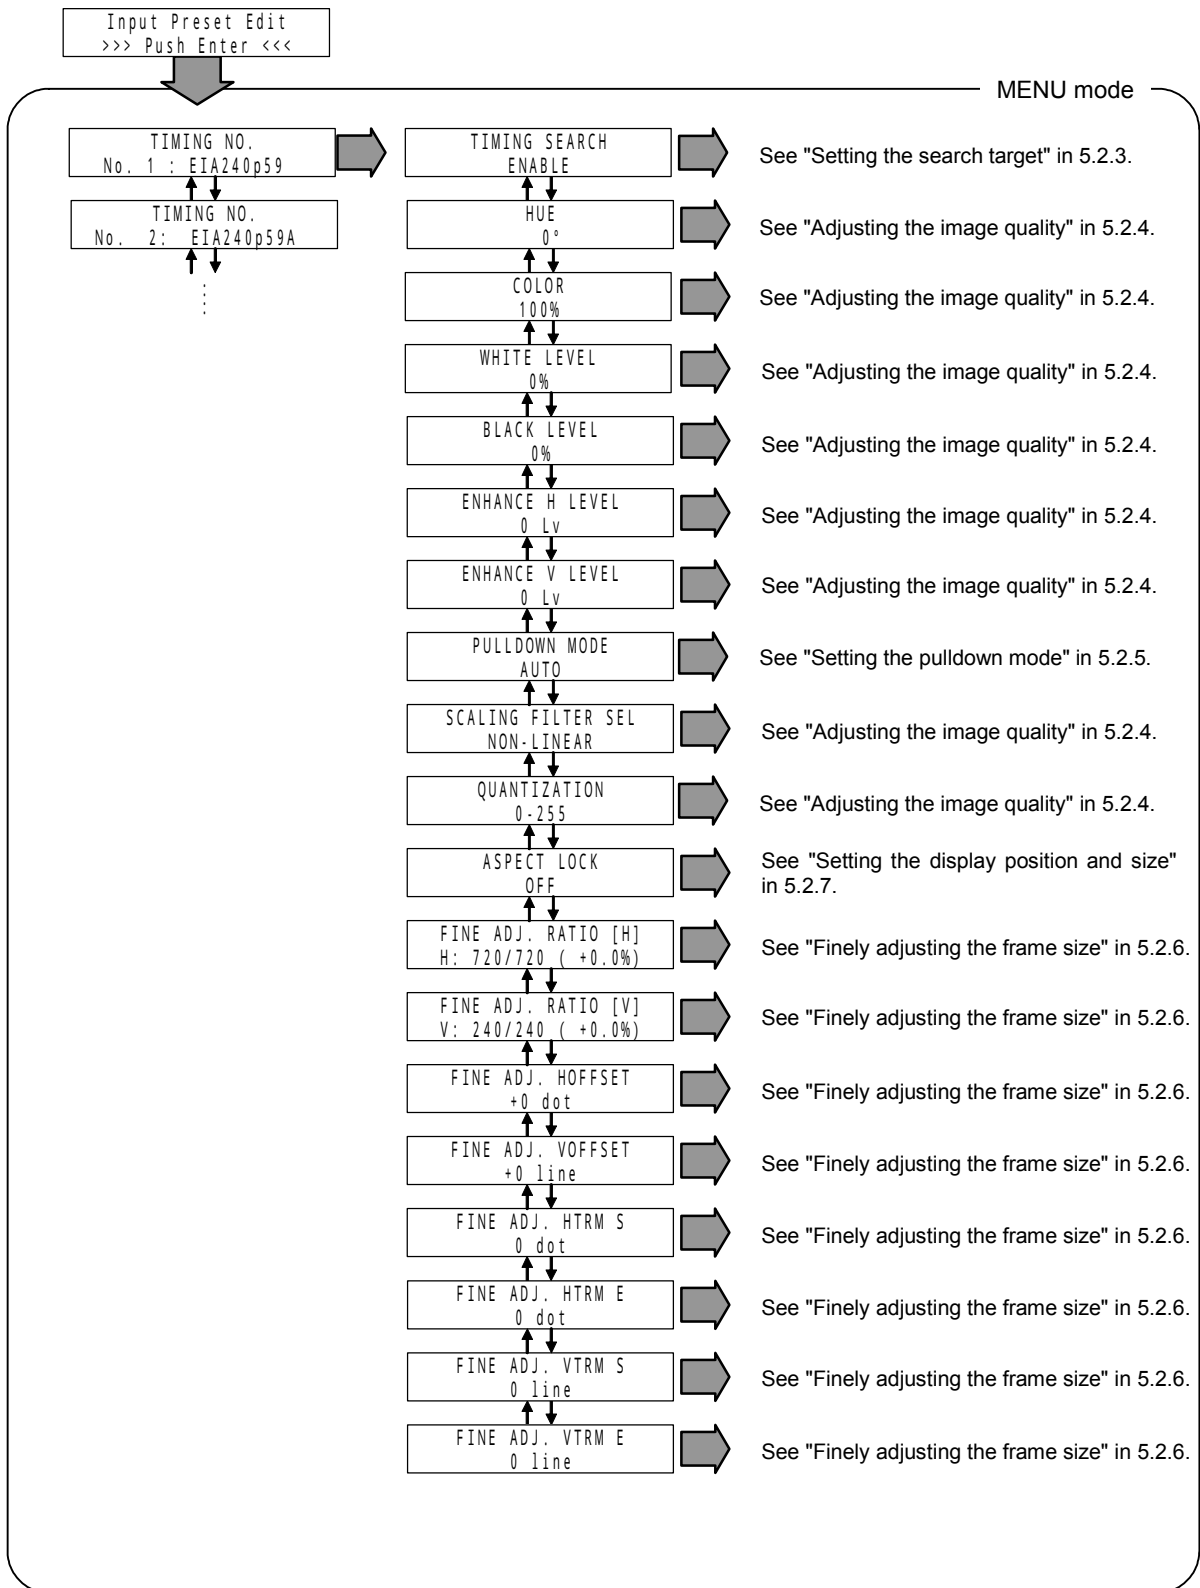 Input Preset Edit
>>> Push Enter <<<
MENU mode
TIMING NO.
No. 1 : EIA240p59
TIMING NO.
No. 2: EIA240p59A
TIMING SEARCH
ENABLE
See "Setting the search target" in 5.2.3.
HUE
0°
See "Adjusting the image quality" in 5.2.4.
COLOR
100%
See "Adjusting the image quality" in 5.2.4.
WHITE LEVEL
0%
See "Adjusting the image quality" in 5.2.4.
BLACK LEVEL
0%
See "Adjusting the image quality" in 5.2.4.
ENHANCE H LEVEL
0 Lv
See "Adjusting the image quality" in 5.2.4.
ENHANCE V LEVEL
0 Lv
See "Adjusting the image quality" in 5.2.4.
PULLDOWN MODE
AUTO
See "Setting the pulldown mode" in 5.2.5.
SCALING FILTER SEL
NON-LINEAR
See "Adjusting the image quality" in 5.2.4.
QUANTIZATION
0-255
See "Adjusting the image quality" in 5.2.4.
ASPECT LOCK
OFF
See "Setting the display position and size"
in 5.2.7.
FINE ADJ. RATIO [H]
H: 720/720 ( +0.0%)
See "Finely adjusting the frame size" in 5.2.6.
FINE ADJ. RATIO [V]
V: 240/240 ( +0.0%)
See "Finely adjusting the frame size" in 5.2.6.
FINE ADJ. HOFFSET
+0 dot
See "Finely adjusting the frame size" in 5.2.6.
FINE ADJ. VOFFSET
+0 line
See "Finely adjusting the frame size" in 5.2.6.
FINE ADJ. HTRM S
0 dot
See "Finely adjusting the frame size" in 5.2.6.
FINE ADJ. HTRM E
0 dot
See "Finely adjusting the frame size" in 5.2.6.
FINE ADJ. VTRM S
0 line
See "Finely adjusting the frame size" in 5.2.6.
FINE ADJ. VTRM E
0 line
See "Finely adjusting the frame size" in 5.2.6.